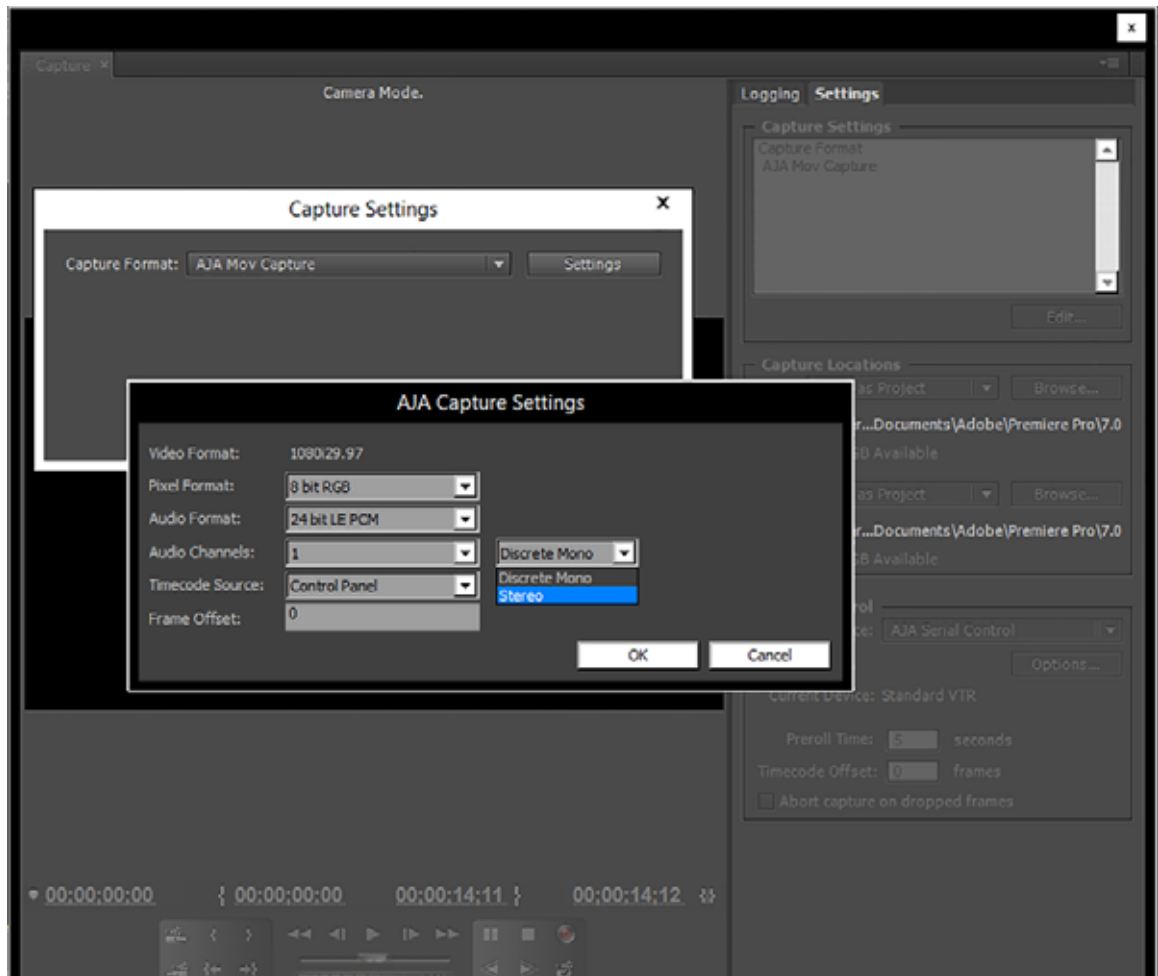 x
Capture ×
Camera Mode.
Logging Settings
Capture Settings
Capture Format
AJA Mov Capture
Edit...
Capture Settings x
Capture Format: AJA Mov Capture Settings
Capture Locations
as Project Browse...
r...Documents\Adobe\Premiere Pro\7.0
GB Available
as Project Browse...
r...Documents\Adobe\Premiere Pro\7.0
GB Available
AJA Capture Settings
Video Format: 1080i29.97
Pixel Format: 8 bit RGB
Audio Format: 24 bit LE PCM
Audio Channels: 1 Discrete Mono
Discrete Mono
Stereo
Timecode Source: Control Panel
Frame Offset: 0
OK Cancel
rol
ce: AJA Serial Control
Options...
Current Device: Standard VTR
Preroll Time: 5 seconds
Timecode Offset: 0 frames
Abort capture on dropped frames
00;00;00;00 { 00;00;00;00 00;00;14;11 } 00;00;14;12